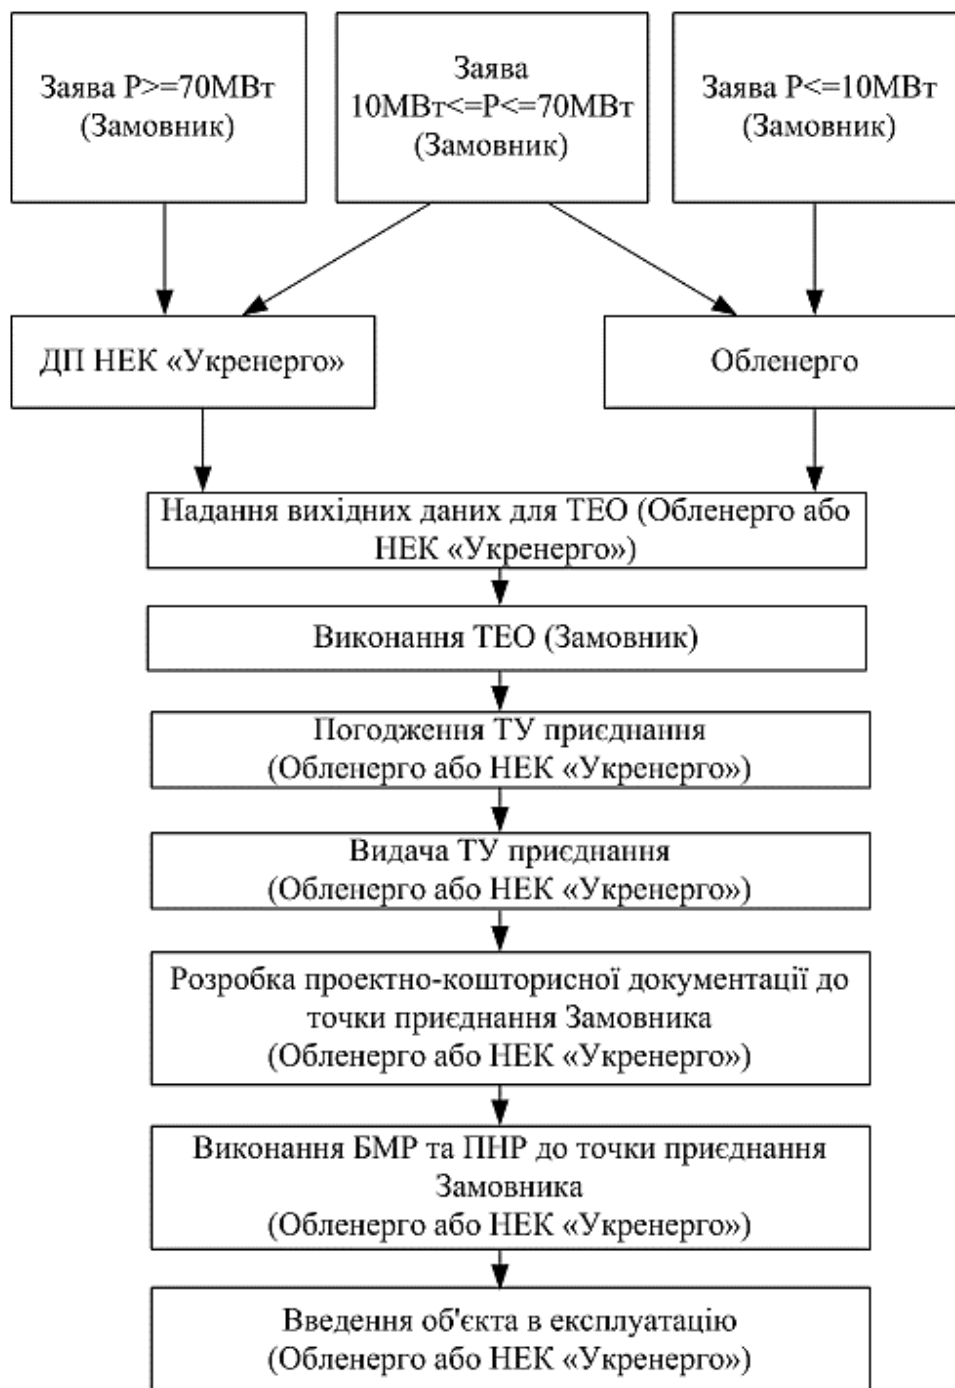 Заява P>=70МВт
(Замовник)
Заява
10МВт<=P<=70МВт
(Замовник)
Заява P<=10МВт
(Замовник)
ДП НЕК «Укренерго»
Обленерго
Надання вихідних даних для ТЕО (Обленерго або
НЕК «Укренерго»)
Виконання ТЕО (Замовник)
Погодження ТУ приєднання
(Обленерго або НЕК «Укренерго»)
Видача ТУ приєднання
(Обленерго або НЕК «Укренерго»)
Розробка проектно-кошторисної документації до
точки приєднання Замовника
(Обленерго або НЕК «Укренерго»)
Виконання БМР та ПНР до точки приєднання
Замовника
(Обленерго або НЕК «Укренерго»)
Введення об'єкта в експлуатацію
(Обленерго або НЕК «Укренерго»)